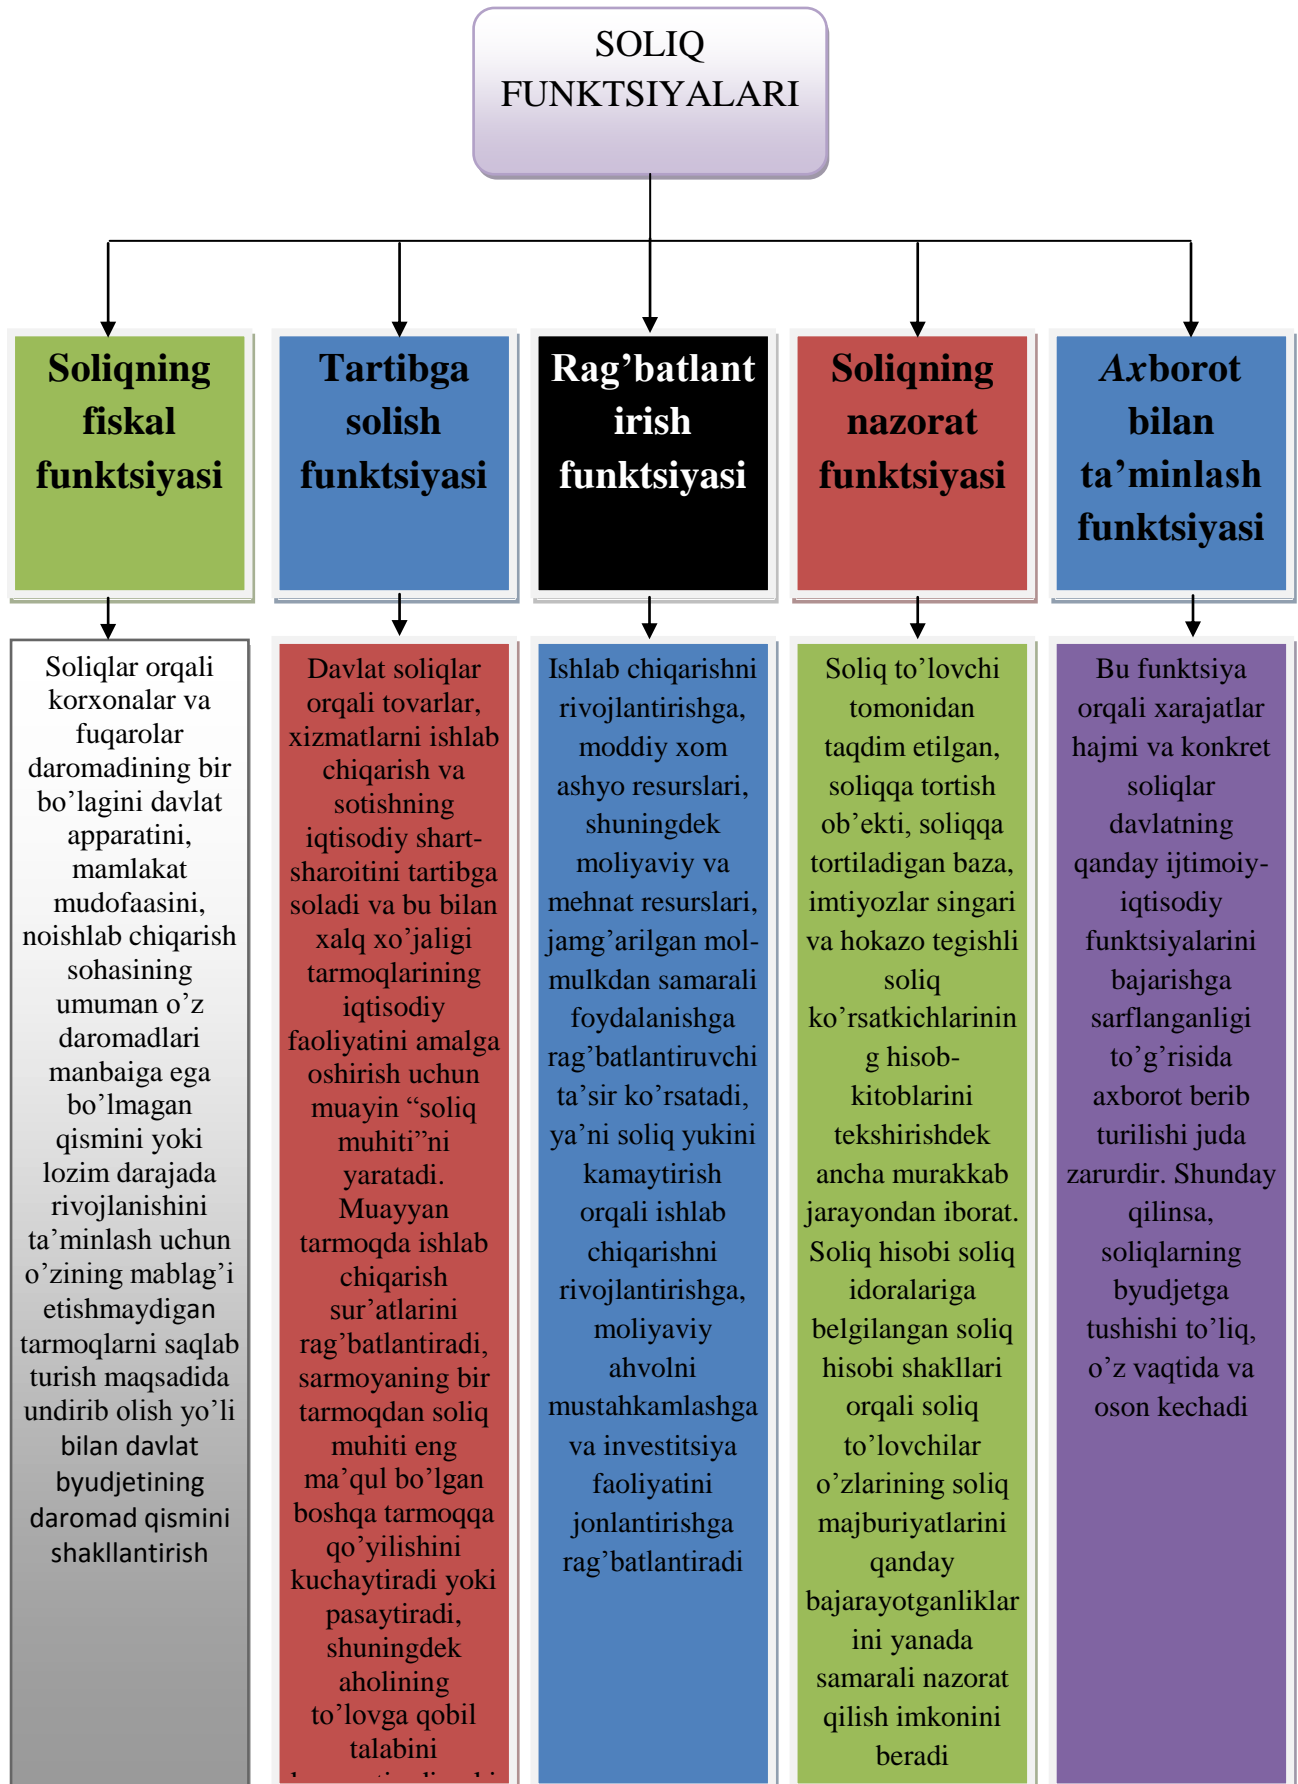 SOLIQ
FUNKTSIYALARI
Soliqning
fiskal
funktsiyasi
Tartibga
solish
funktsiyasi
Rag’batlant
irish
funktsiyasi
Soliqning
nazorat
funktsiyasi
Axborot
bilan
ta’minlash
funktsiyasi
Soliqlar orqali
korxonalar va
fuqarolar
daromadining bir
bo’lagini davlat
apparatini,
mamlakat
mudofaasini,
noishlab chiqarish
sohasining
umuman o’z
daromadlari
manbaiga ega
bo’lmagan
qismini yoki
lozim darajada
rivojlanishini
ta’minlash uchun
o’zining mablag’i
etishmaydigan
tarmoqlarni saqlab
turish maqsadida
undirib olish yo’li
bilan davlat
byudjetining
daromad qismini
shakllantirish
Davlat soliqlar
orqali tovarlar,
xizmatlarni ishlab
chiqarish va
sotishning
iqtisodiy shart-
sharoitini tartibga
soladi va bu bilan
xalq xo’jaligi
tarmoqlarining
iqtisodiy
faoliyatini amalga
oshirish uchun
muayin “soliq
muhiti”ni
yaratadi.
Muayyan
tarmoqda ishlab
chiqarish
sur’atlarini
rag’batlantiradi,
sarmoyaning bir
tarmoqdan soliq
muhiti eng
ma’qul bo’lgan
boshqa tarmoqqa
qo’yilishini
kuchaytiradi yoki
pasaytiradi,
shuningdek
aholining
to’lovga qobil
talabini
Ishlab chiqarishni
rivojlantirishga,
moddiy xom
ashyo resurslari,
shuningdek
moliyaviy va
mehnat resurslari,
jamg’arilgan mol-
mulkdan samarali
foydalanishga
rag’batlantiruvchi
ta’sir ko’rsatadi,
ya’ni soliq yukini
kamaytirish
orqali ishlab
chiqarishni
rivojlantirishga,
moliyaviy
ahvolni
mustahkamlashga
va investitsiya
faoliyatini
jonlantirishga
rag’batlantiradi
Soliq to’lovchi
tomonidan
taqdim etilgan,
soliqqa tortish
ob’ekti, soliqqa
tortiladigan baza,
imtiyozlar singari
va hokazo tegishli
soliq
ko’rsatkichlarinin
g hisob-
kitoblarini
tekshirishdek
ancha murakkab
jarayondan iborat.
Soliq hisobi soliq
idoralariga
belgilangan soliq
hisobi shakllari
orqali soliq
to’lovchilar
o’zlarining soliq
majburiyatlarini
qanday
bajarayotganliklar
ini yanada
samarali nazorat
qilish imkonini
beradi
Bu funktsiya
orqali xarajatlar
hajmi va konkret
soliqlar
davlatning
qanday ijtimoiy-
iqtisodiy
funktsiyalarini
bajarishga
sarflanganligi
to’g’risida
axborot berib
turilishi juda
zarurdir. Shunday
qilinsa,
soliqlarning
byudjetga
tushishi to’liq,
o’z vaqtida va
oson kechadi